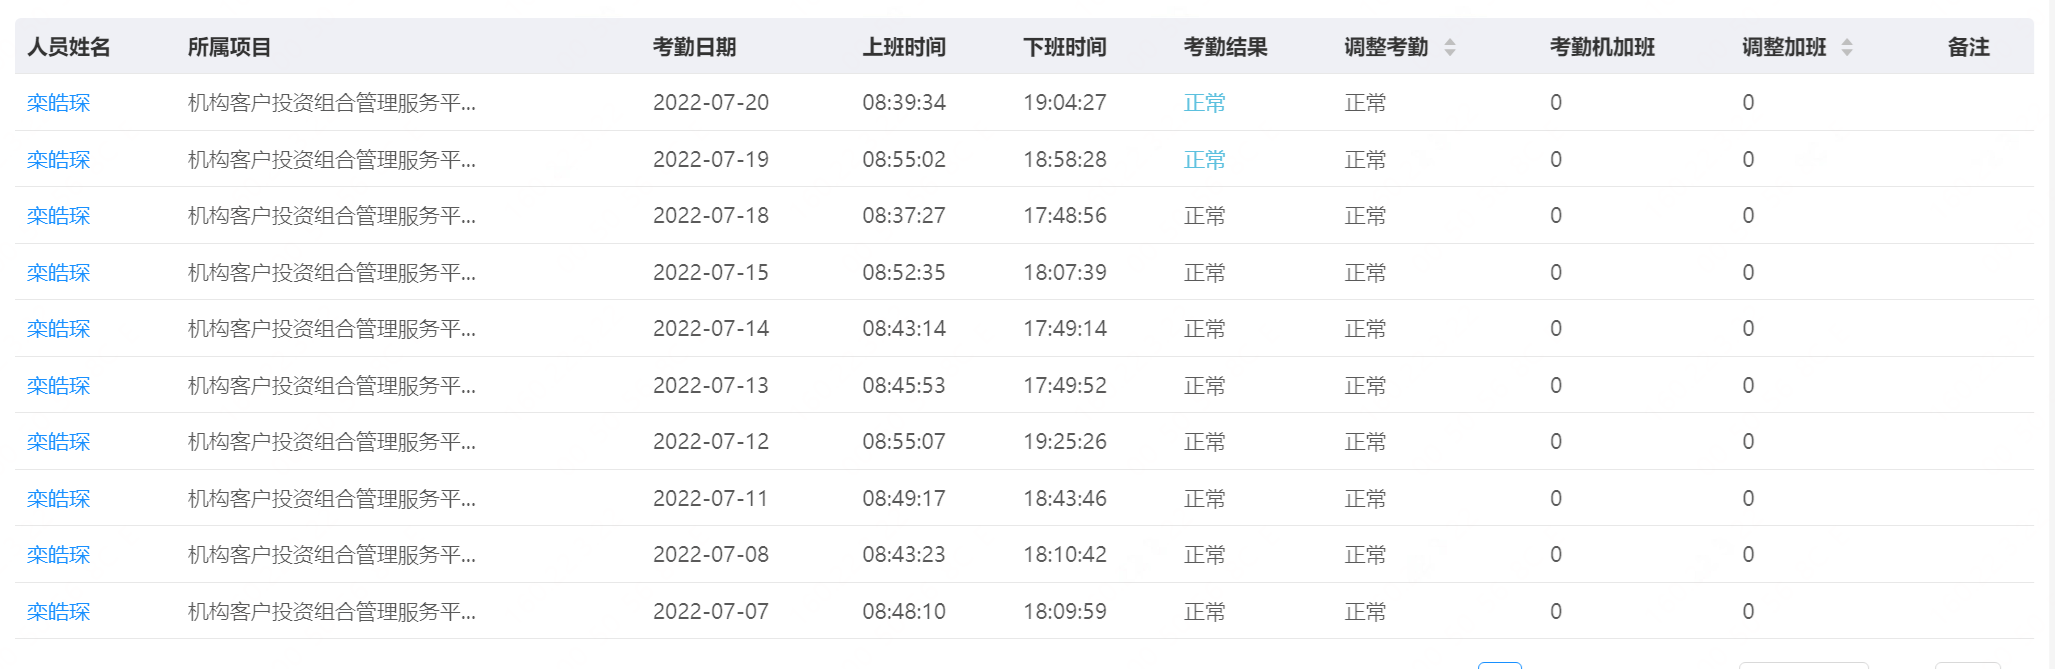 人员姓名 所属项目 考勤日期 上班时间 下班时间 考勤结果 调整考勤 考勤机加班 调整加班 备注
栾皓琛 机构客户投资组合管理服务平... 2022-07-20 08:39:34 19:04:27 正常 正常 0 0
栾皓琛 机构客户投资组合管理服务平... 2022-07-19 08:55:02 18:58:28 正常 正常 0 0
栾皓琛 机构客户投资组合管理服务平... 2022-07-18 08:37:27 17:48:56 正常 正常 0 0
栾皓琛 机构客户投资组合管理服务平... 2022-07-15 08:52:35 18:07:39 正常 正常 0 0
栾皓琛 机构客户投资组合管理服务平... 2022-07-14 08:43:14 17:49:14 正常 正常 0 0
栾皓琛 机构客户投资组合管理服务平... 2022-07-13 08:45:53 17:49:52 正常 正常 0 0
栾皓琛 机构客户投资组合管理服务平... 2022-07-12 08:55:07 19:25:26 正常 正常 0 0
栾皓琛 机构客户投资组合管理服务平... 2022-07-11 08:49:17 18:43:46 正常 正常 0 0
栾皓琛 机构客户投资组合管理服务平... 2022-07-08 08:43:23 18:10:42 正常 正常 0 0
栾皓琛 机构客户投资组合管理服务平... 2022-07-07 08:48:10 18:09:59 正常 正常 0 0